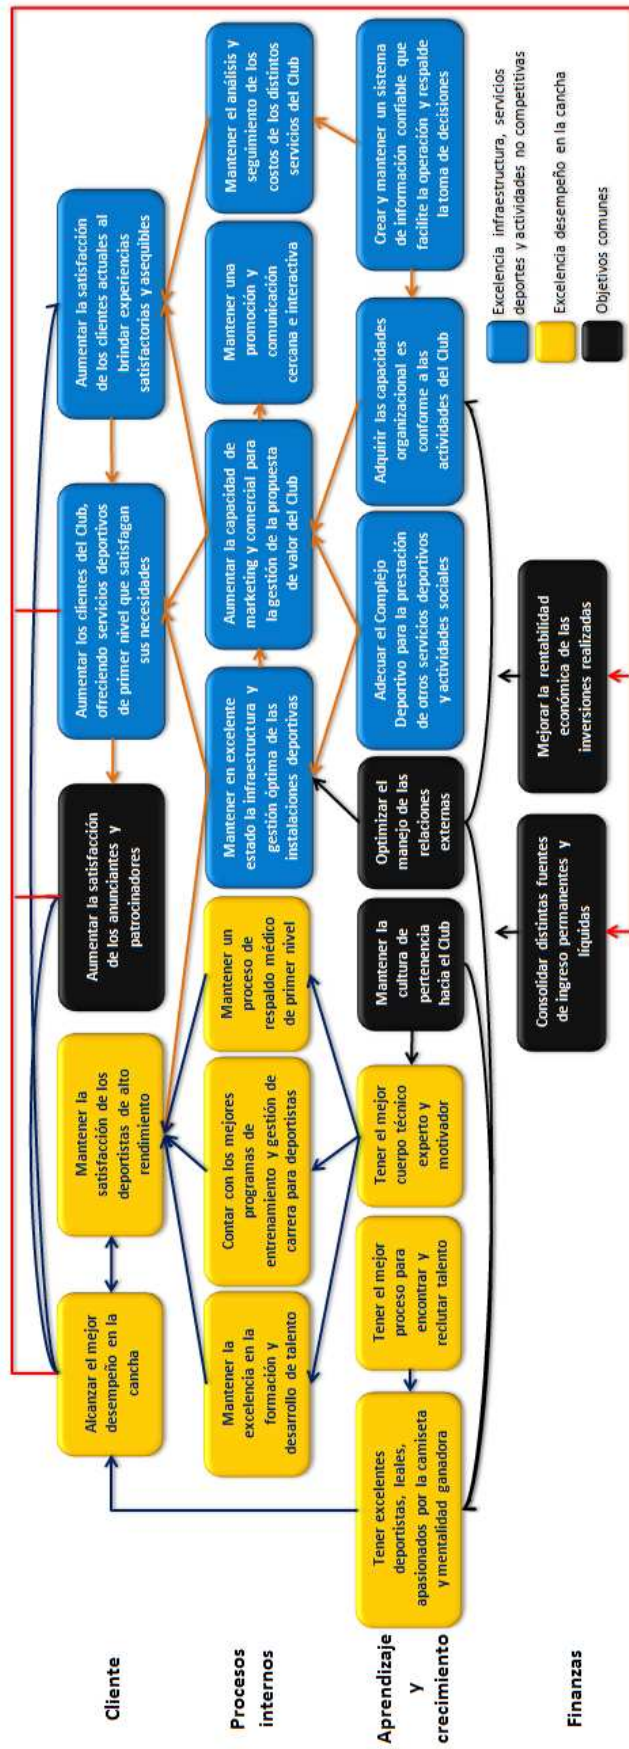 Cliente
Alcanzar el mejor
desempeño en la
cancha
Mantener la
satisfacción de los
deportistas de alto
rendimiento
Aumentar la satisfacción
de los anunciantes y
patrocinadores
Aumentar los clientes del Club,
ofreciendo servicios deportivos
de primer nivel que satisfagan
sus necesidades
Aumentar la satisfacción
de los clientes actuales al
brindar experiencias
satisfactorias y asequibles
Procesos
internos
Mantener la
excelencia en la
formación y
desarrollo de talento
Contar con los mejores
programas de
entrenamiento y gestión de
carrera para deportistas
Mantener un
proceso de
respaldo médico
de primer nivel
Mantener en excelente
estado la infraestructura y
gestión óptima de las
instalaciones deportivas
Aumentar la capacidad de
marketing y comercial para
la gestión de la propuesta
de valor del Club
Mantener una
promoción y
comunicación
cercana e interactiva
Mantener el análisis y
seguimiento de los
costos de los distintos
servicios del Club
Aprendizaje
y
crecimiento
Tener excelentes
deportistas, leales,
apasionados por la camiseta
y mentalidad ganadora
Tener el mejor
proceso para
encontrar y
reclutar talento
Tener el mejor
cuerpo técnico
experto y
motivador
Mantener la
cultura de
pertenencia
hacia el Club
Optimizar el
manejo de las
relaciones
externas
Adecuar el Complejo
Deportivo para la prestación
de otros servicios deportivos
y actividades sociales
Adquirir las capacidades
organizacional es
conforme a las
actividades del Club
Crear y mantener un sistema
de información confiable que
facilite la operación y respalde
la toma de decisiones
Finanzas
Consolidar distintas fuentes
de ingreso permanentes y
líquidas
Mejorar la rentabilidad
económica de las
inversiones realizadas
Excelencia infraestructura, servicios
deportes y actividades no competitivas
Excelencia desempeño en la cancha
Objetivos comunes